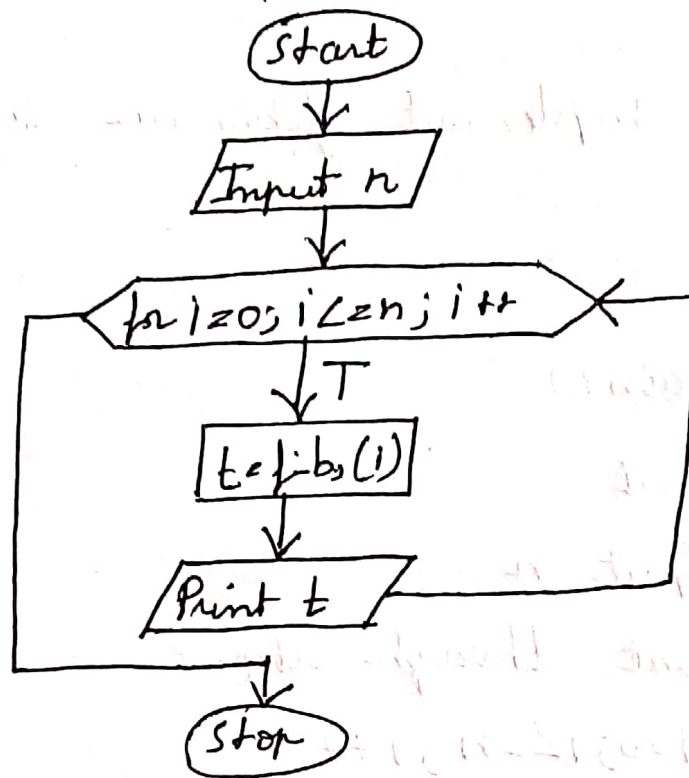 Start
Input n
for i=0; i<=n; i++
T
t=fibo(i)
Print t
Stop